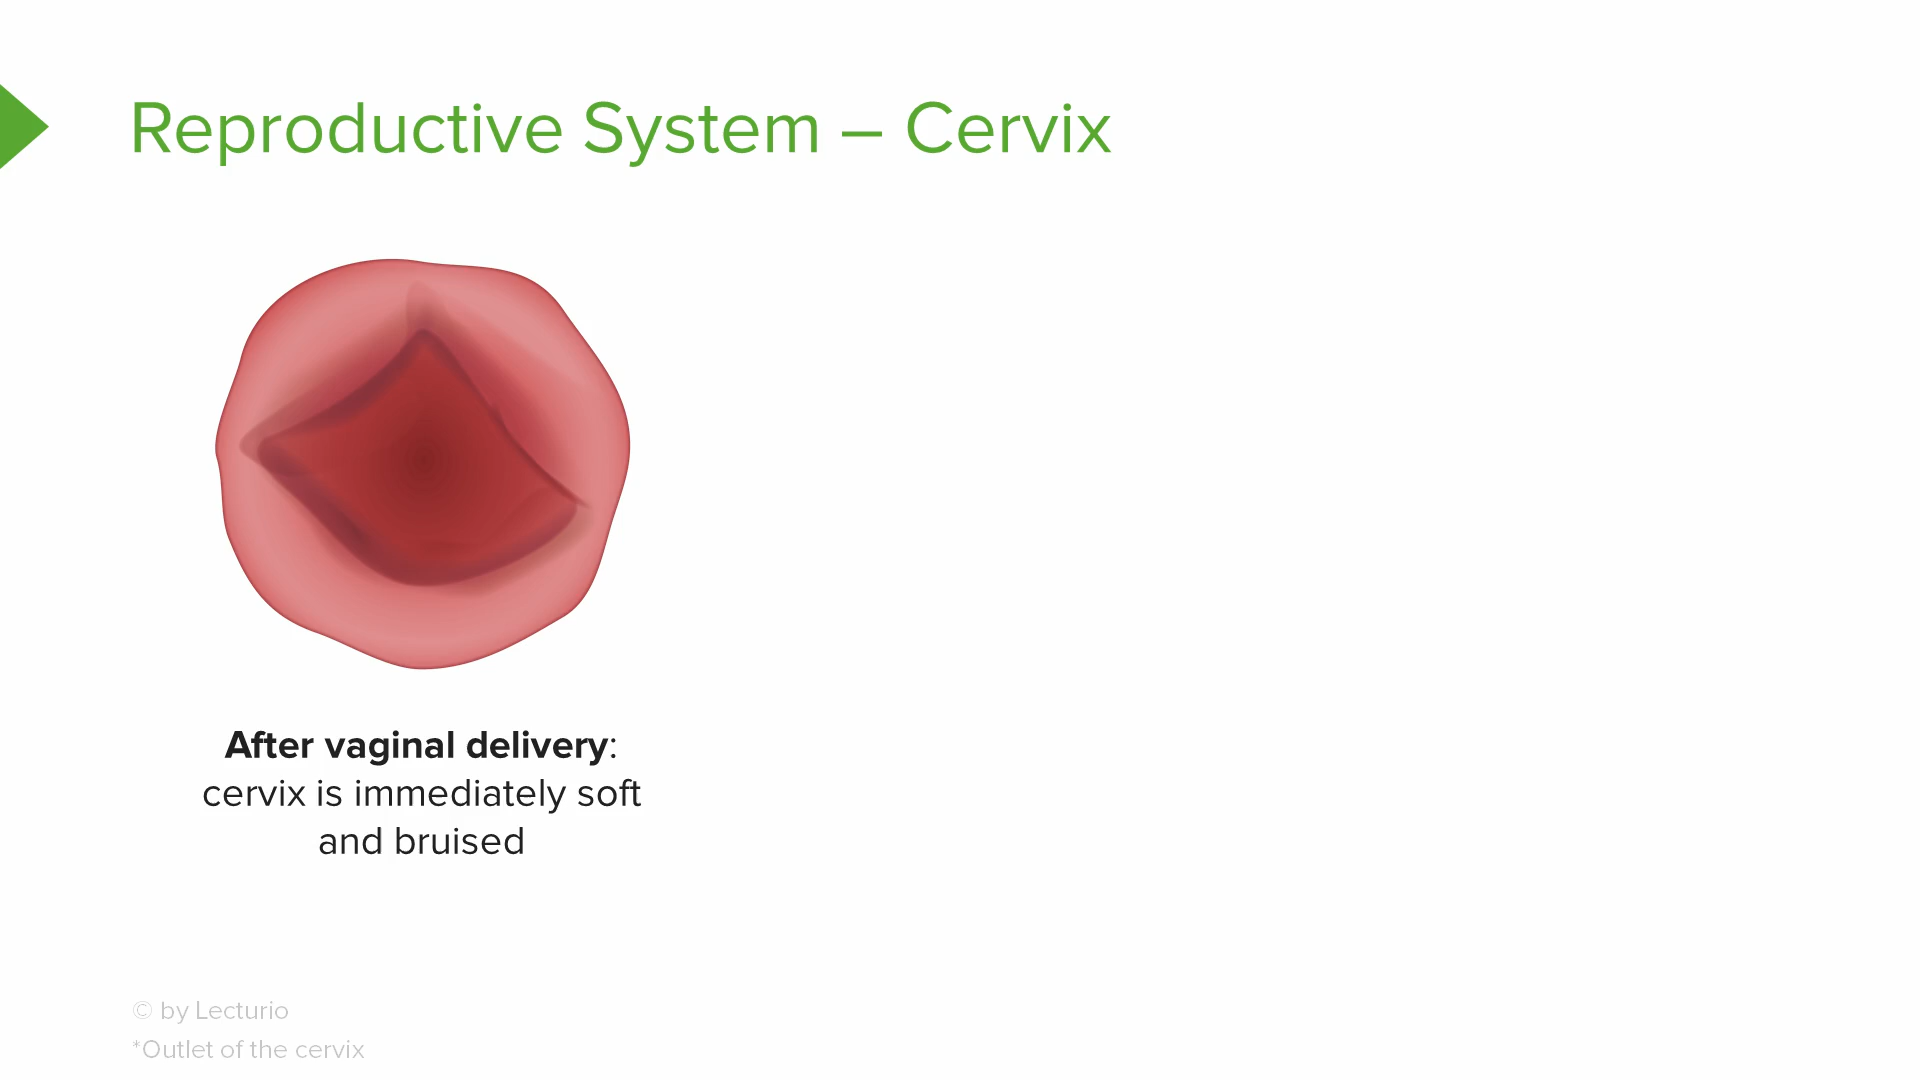 Reproductive System – Cervix
After vaginal delivery:
cervix is immediately soft
and bruised
© by Lecturio
*Outlet of the cervix